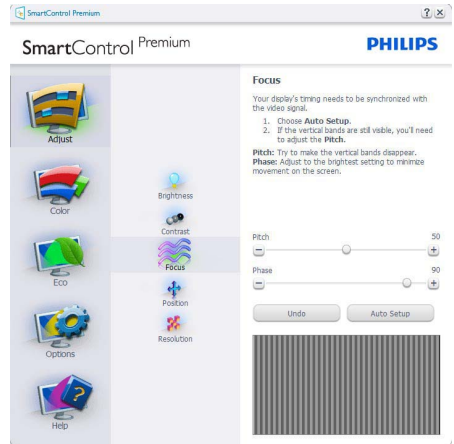 SmartControl Premium
SmartControl Premium
PHILIPS
Adjust
Color
Eco
Options
Help
Brightness
Contrast
Focus
Position
Resolution
Focus
Your display's timing needs to be synchronized with
the video signal.
1. Choose Auto Setup.
2. If the vertical bands are still visible, you'll need
to adjust the Pitch.
Pitch: Try to make the vertical bands disappear.
Phase: Adjust to the brightest setting to minimize
movement on the screen.
Pitch 50
Phase 90
Undo Auto Setup